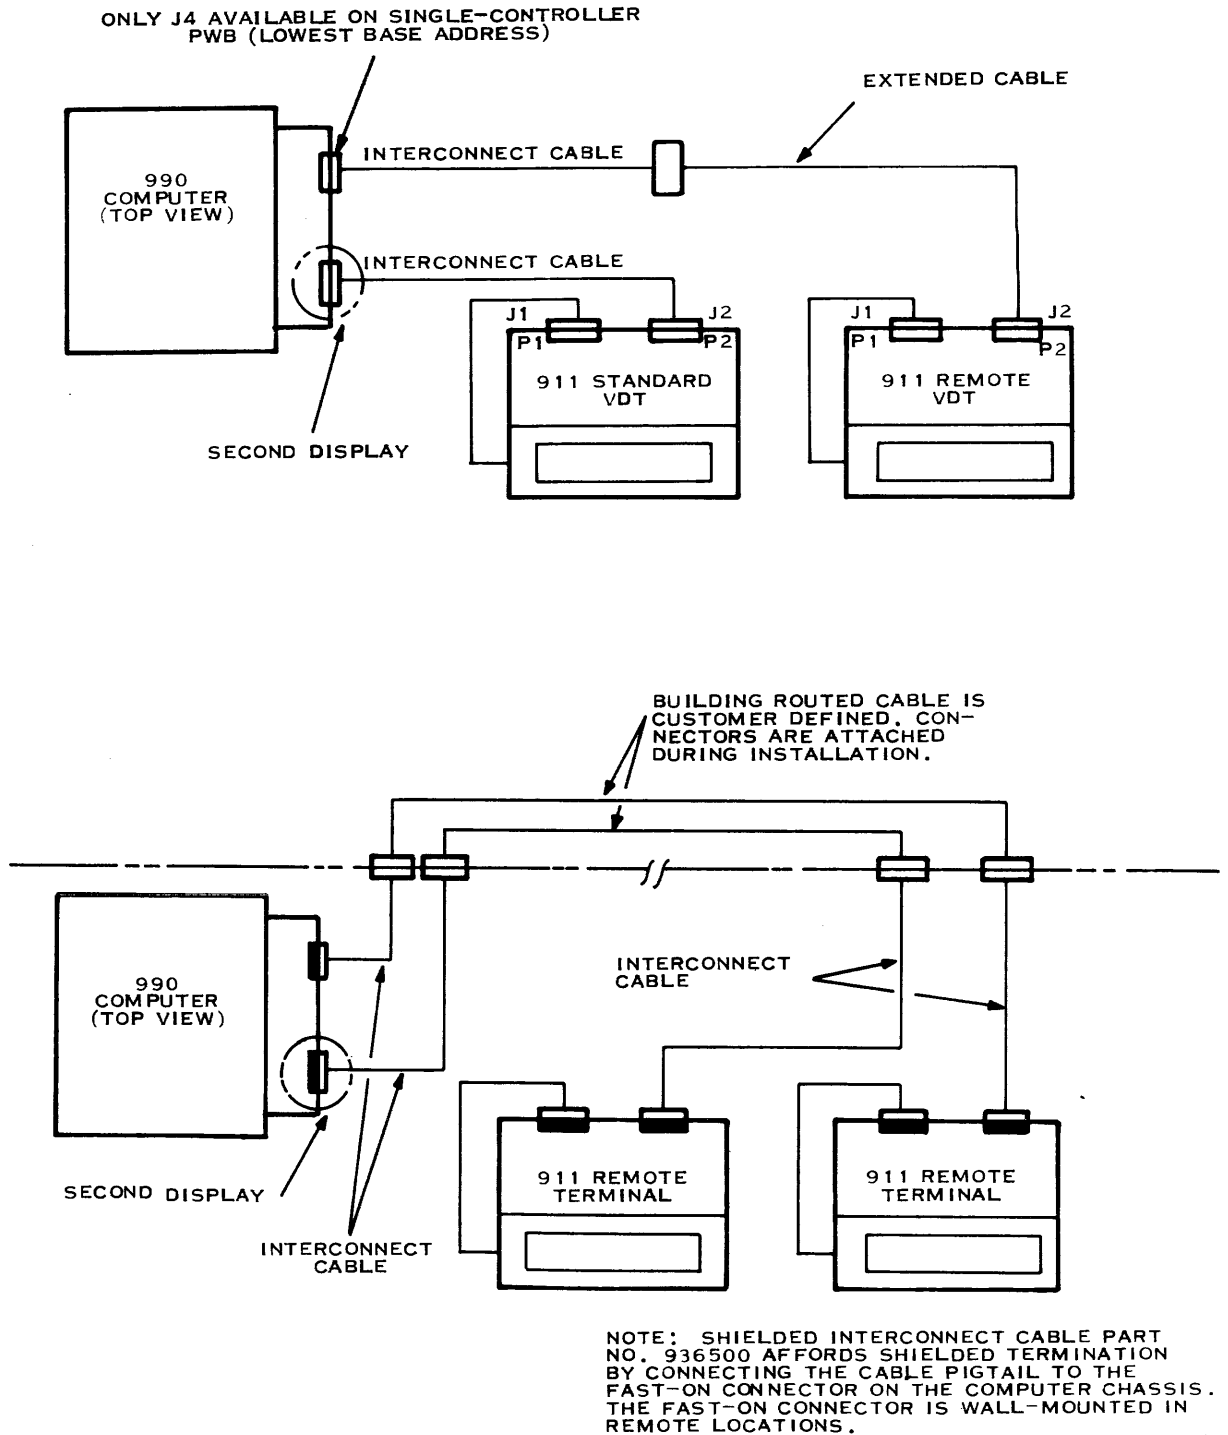 ONLY J4 AVAILABLE ON SINGLE-CONTROLLER
PWB (LOWEST BASE ADDRESS)
EXTENDED CABLE
INTERCONNECT CABLE
990
COMPUTER
(TOP VIEW)
INTERCONNECT CABLE
J1
J2
J1
J2
P1
P2
P1
P2
911 STANDARD
VDT
911 REMOTE
VDT
SECOND DISPLAY
BUILDING ROUTED CABLE IS
CUSTOMER DEFINED. CON-
NECTORS ARE ATTACHED
DURING INSTALLATION.
INTERCONNECT
CABLE
990
COMPUTER
(TOP VIEW)
911 REMOTE
TERMINAL
911 REMOTE
TERMINAL
SECOND DISPLAY
INTERCONNECT
CABLE
NOTE: SHIELDED INTERCONNECT CABLE PART
NO. 936500 AFFORDS SHIELDED TERMINATION
BY CONNECTING THE CABLE PIGTAIL TO THE
FAST-ON CONNECTOR ON THE COMPUTER CHASSIS.
THE FAST-ON CONNECTOR IS WALL-MOUNTED IN
REMOTE LOCATIONS.